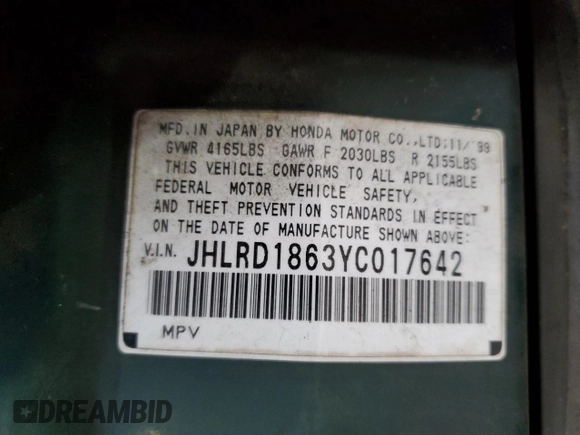 MFD. IN JAPAN BY HONDA MOTOR CO., LTD; 11/'99
GVWR 4165LBS GAWR F 2030LBS R 2155LBS
THIS VEHICLE CONFORMS TO ALL APPLICABLE
FEDERAL MOTOR VEHICLE SAFETY,
AND THEFT PREVENTION STANDARDS IN EFFECT
ON THE DATE OF MANUFACTURE SHOWN ABOVE:
V.I.N. JHLRD1863YC017642
MPV
DREAMBID